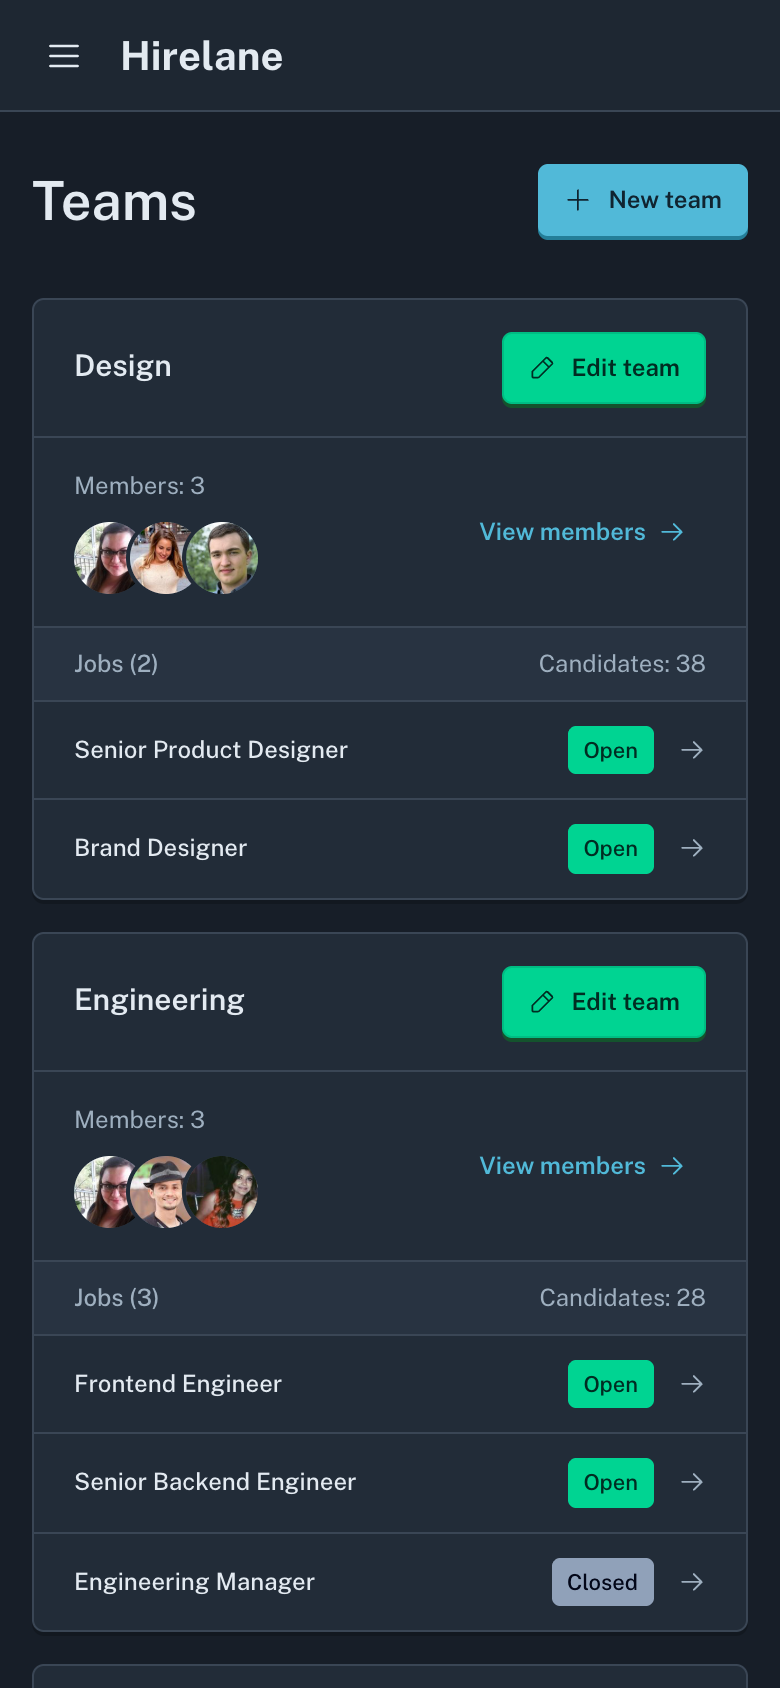 Hirelane
Teams
New team
Design
Edit team
Members: 3
View members
Jobs (2)
Candidates: 38
Senior Product Designer
Open
Brand Designer
Open
Engineering
Edit team
Members: 3
View members
Jobs (3)
Candidates: 28
Frontend Engineer
Open
Senior Backend Engineer
Open
Engineering Manager
Closed